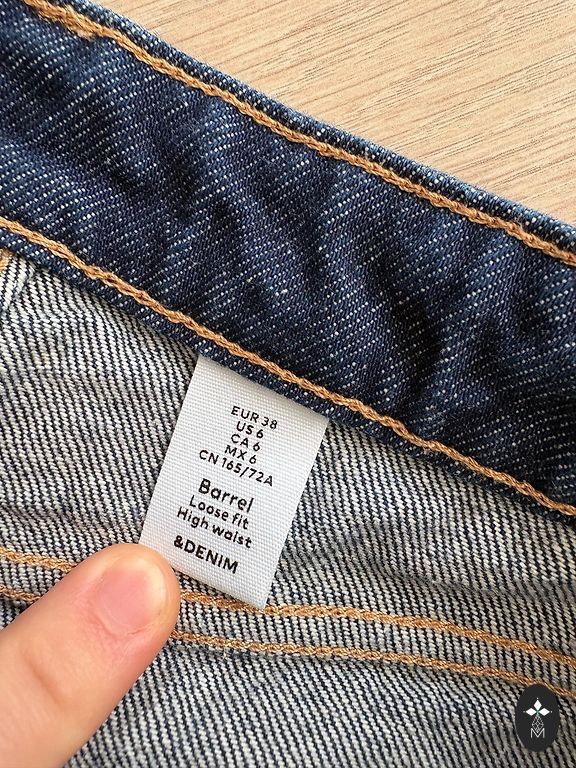 EUR 38
US 6
CA 6
MX 6
CN 165/72A
Barrel
Loose fit
High waist
&DENIM
M